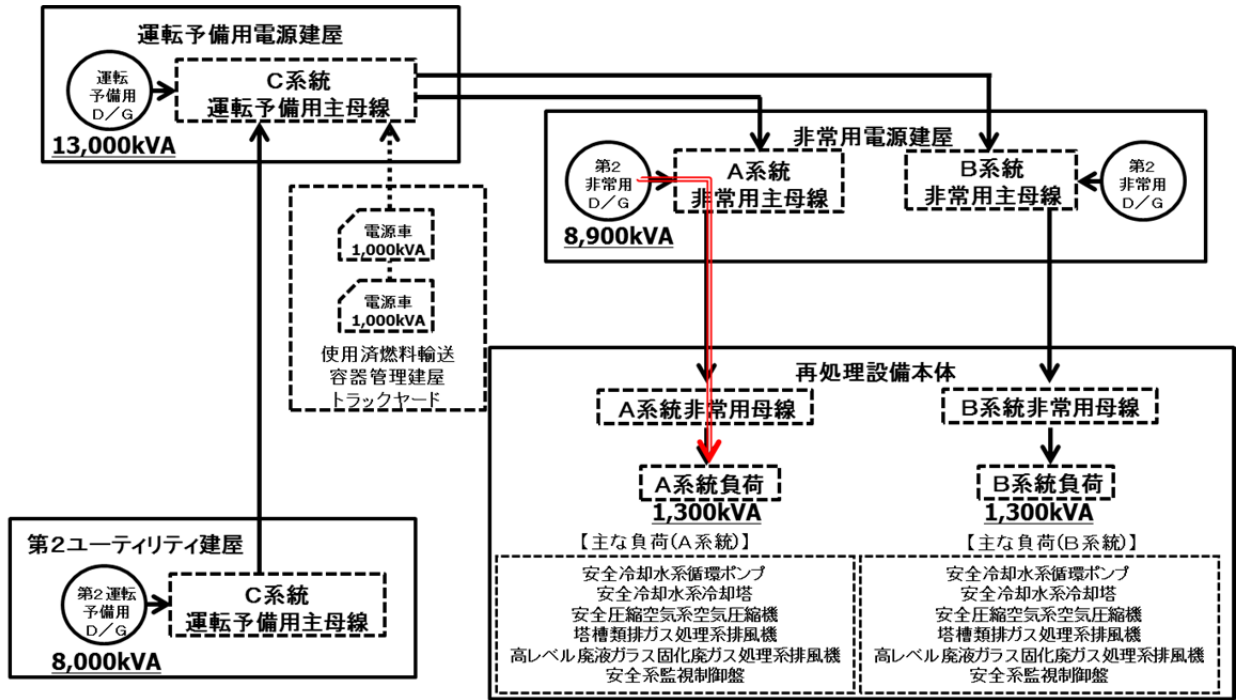 運転予備用電源建屋
運転
予備用
D/G
13,000kVA
C系統
運転予備用主母線
非常用電源建屋
第2
非常用
D/G
8,900kVA
A系統
非常用主母線
B系統
非常用主母線
第2
非常用
D/G
電源車
1,000kVA
電源車
1,000kVA
使用済燃料輸送
容器管理建屋
トラックヤード
再処理設備本体
A系統非常用母線
B系統非常用母線
A系統負荷
1,300kVA
B系統負荷
1,300kVA
【主な負荷(A系統)】
安全冷却水系循環ポンプ
安全冷却水系冷却塔
安全圧縮空気系空気圧縮機
塔槽類排ガス処理系排風機
高レベル廃液ガラス固化廃ガス処理系排風機
安全系監視制御盤
【主な負荷(B系統)】
安全冷却水系循環ポンプ
安全冷却水系冷却塔
安全圧縮空気系空気圧縮機
塔槽類排ガス処理系排風機
高レベル廃液ガラス固化廃ガス処理系排風機
安全系監視制御盤
第2ユーティリティ建屋
第2運転
予備用
D/G
8,000kVA
C系統
運転予備用主母線